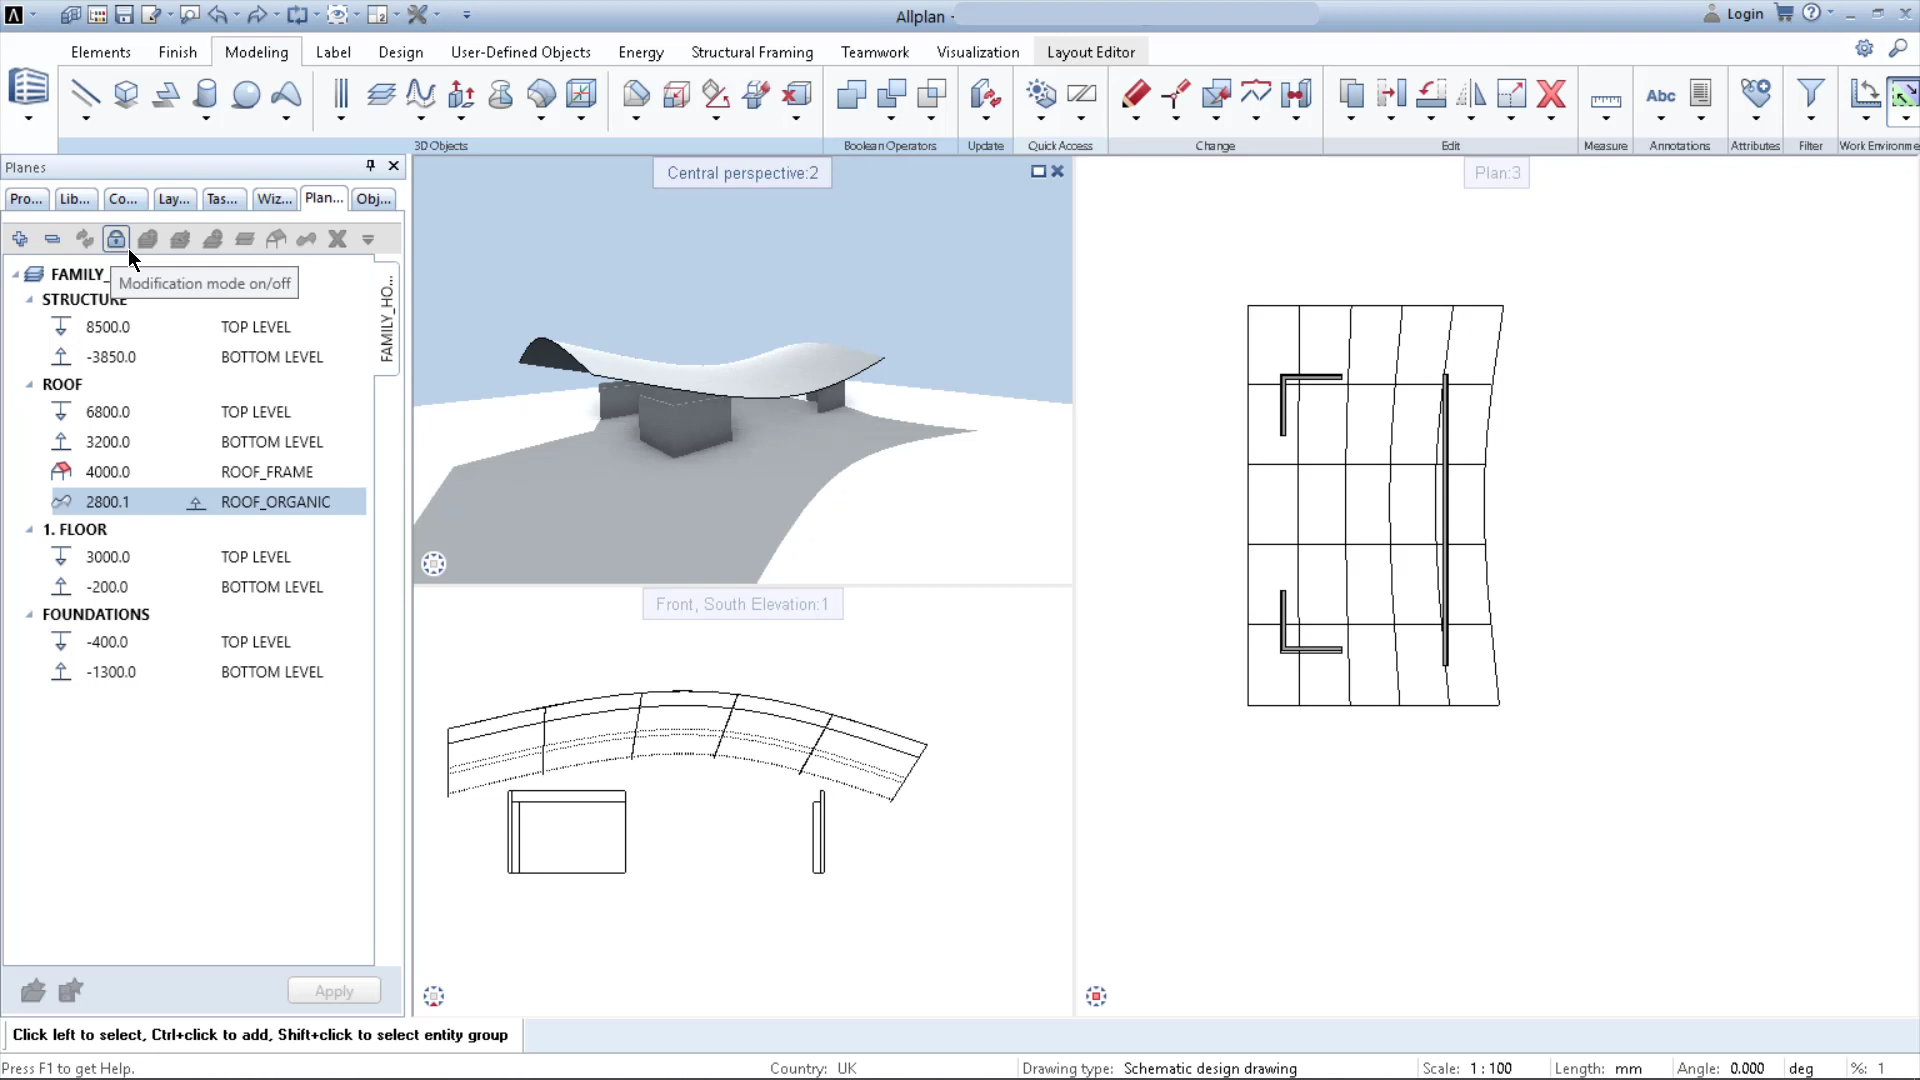 Allplan -
Login
Elements Finish Modeling Label Design User-Defined Objects Energy Structural Framing Teamwork Visualization Layout Editor
Abc
3D Objects Boolean Operators Update Quick Access Change Edit Measure Annotations Attributes Filter Work Environme
Planes
Pro... Lib... Co... Lay... Tas... Wiz... Plan... Obj...
FAMILY_
Modification mode on/off
FAMILY_HO...
STRUCTURE
8500.0 TOP LEVEL
-3850.0 BOTTOM LEVEL
ROOF
6800.0 TOP LEVEL
3200.0 BOTTOM LEVEL
4000.0 ROOF_FRAME
2800.1 ROOF_ORGANIC
1. FLOOR
3000.0 TOP LEVEL
-200.0 BOTTOM LEVEL
FOUNDATIONS
-400.0 TOP LEVEL
-1300.0 BOTTOM LEVEL
Apply
Central perspective:2
Plan:3
Front, South Elevation:1
Click left to select, Ctrl+click to add, Shift+click to select entity group
Press F1 to get Help. Country: UK Drawing type: Schematic design drawing Scale: 1 : 100 Length: mm Angle: 0.000 deg %: 1